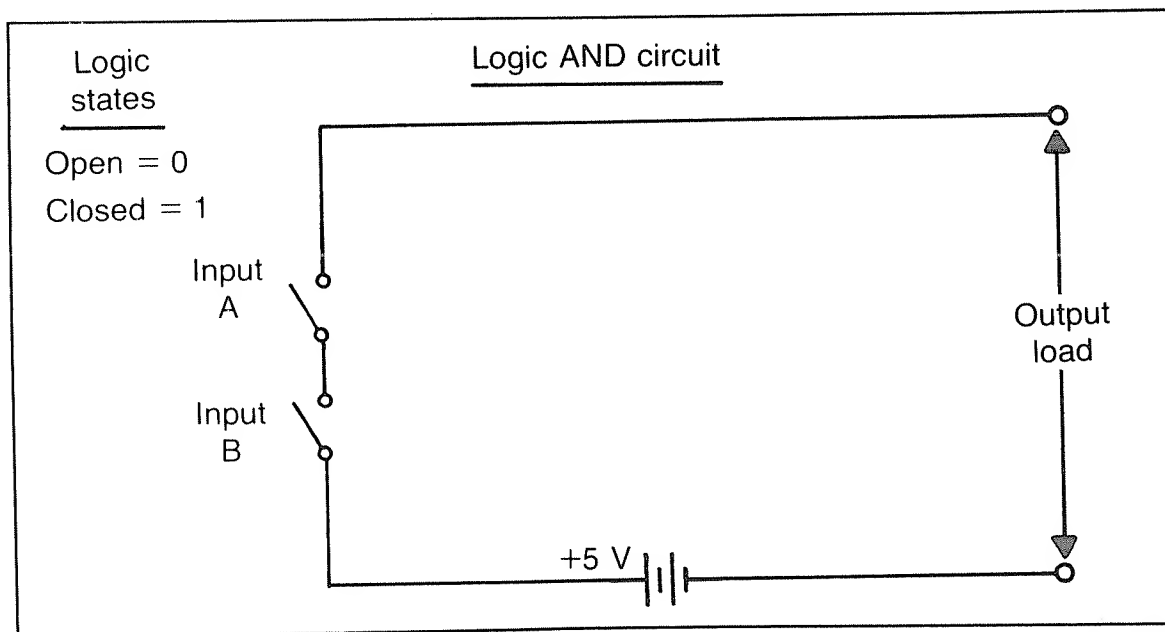 Logic
states
Logic AND circuit
Open = 0
Closed = 1
Input
A
Input
B
Output
load
+5 V